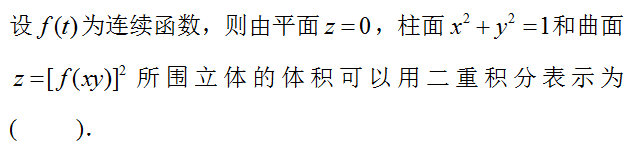 设 f(t)为连续函数，则由平面 z=0，柱面 x²+y²=1和曲面
z=[f(xy)]² 所围立体的体积可以用二重积分表示为
(　　)．